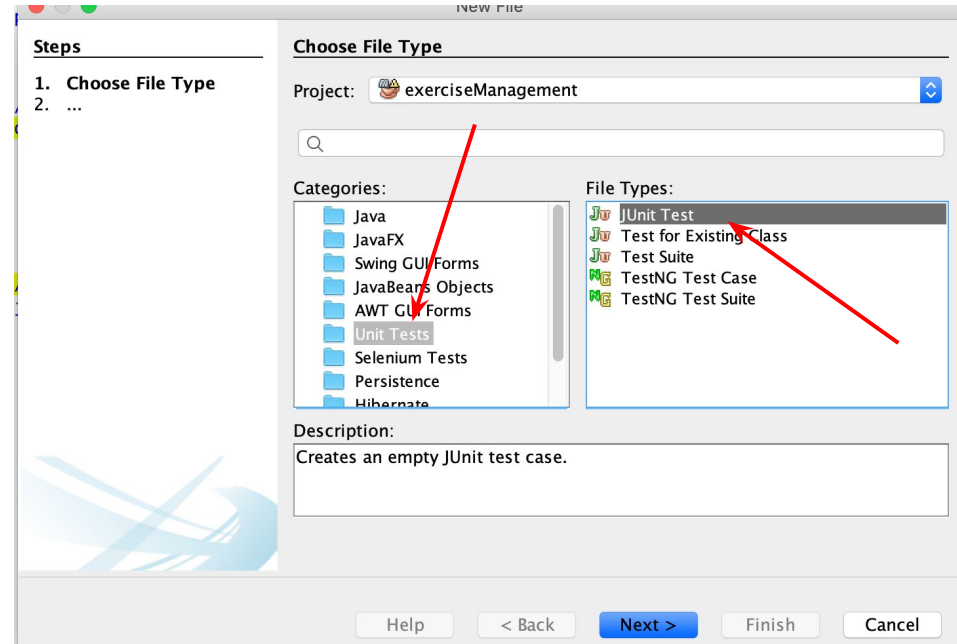 New File
Steps
1. Choose File Type
2. ...
Choose File Type
Project: exerciseManagement
Categories:
Java
JavaFX
Swing GUI Forms
JavaBeans Objects
AWT GUI Forms
Unit Tests
Selenium Tests
Persistence
Hibernate
File Types:
JUnit Test
Test for Existing Class
Test Suite
TestNG Test Case
TestNG Test Suite
Description:
Creates an empty JUnit test case.
Help
< Back
Next >
Finish
Cancel